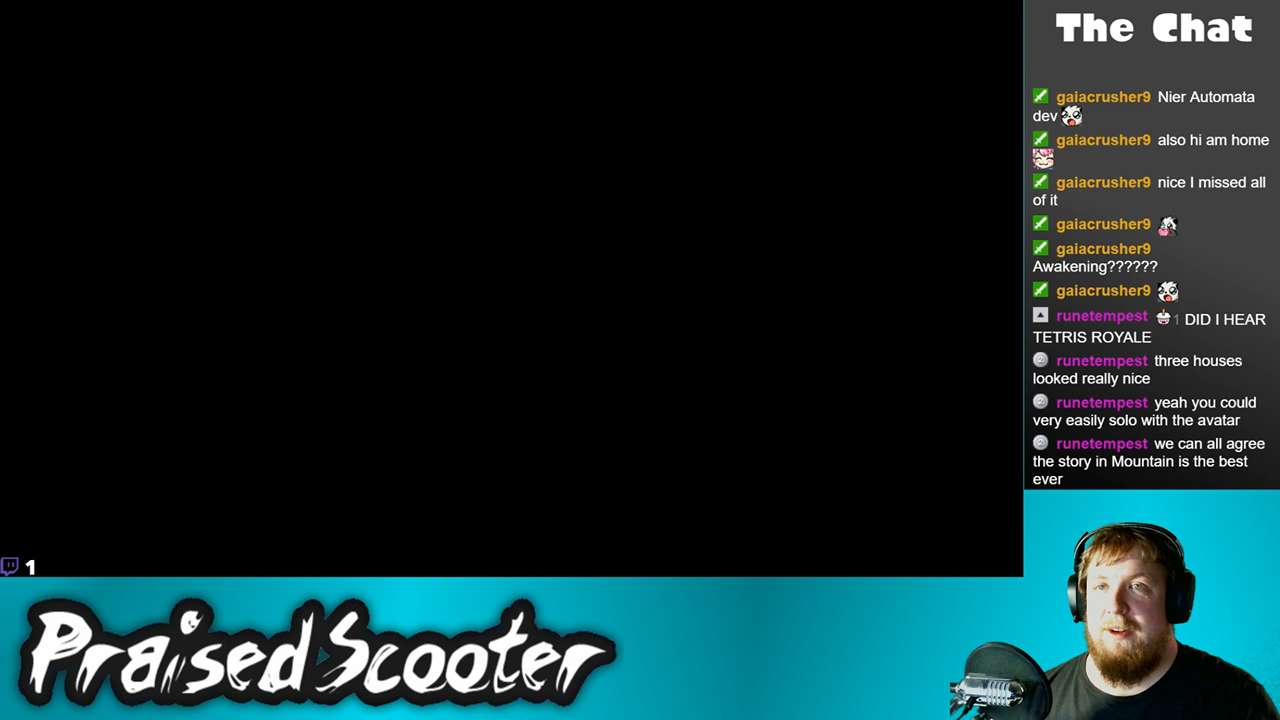 The Chat
gaiacrusher9 Nier Automata
dev
gaiacrusher9 also hi am home
gaiacrusher9 nice I missed all
of it
gaiacrusher9
gaiacrusher9
Awakening??????
gaiacrusher9
runetempest 1 DID I HEAR
TETRIS ROYALE
runetempest three houses
looked really nice
runetempest yeah you could
very easily solo with the avatar
runetempest we can all agree
the story in Mountain is the best
ever
1
PraisedScooter